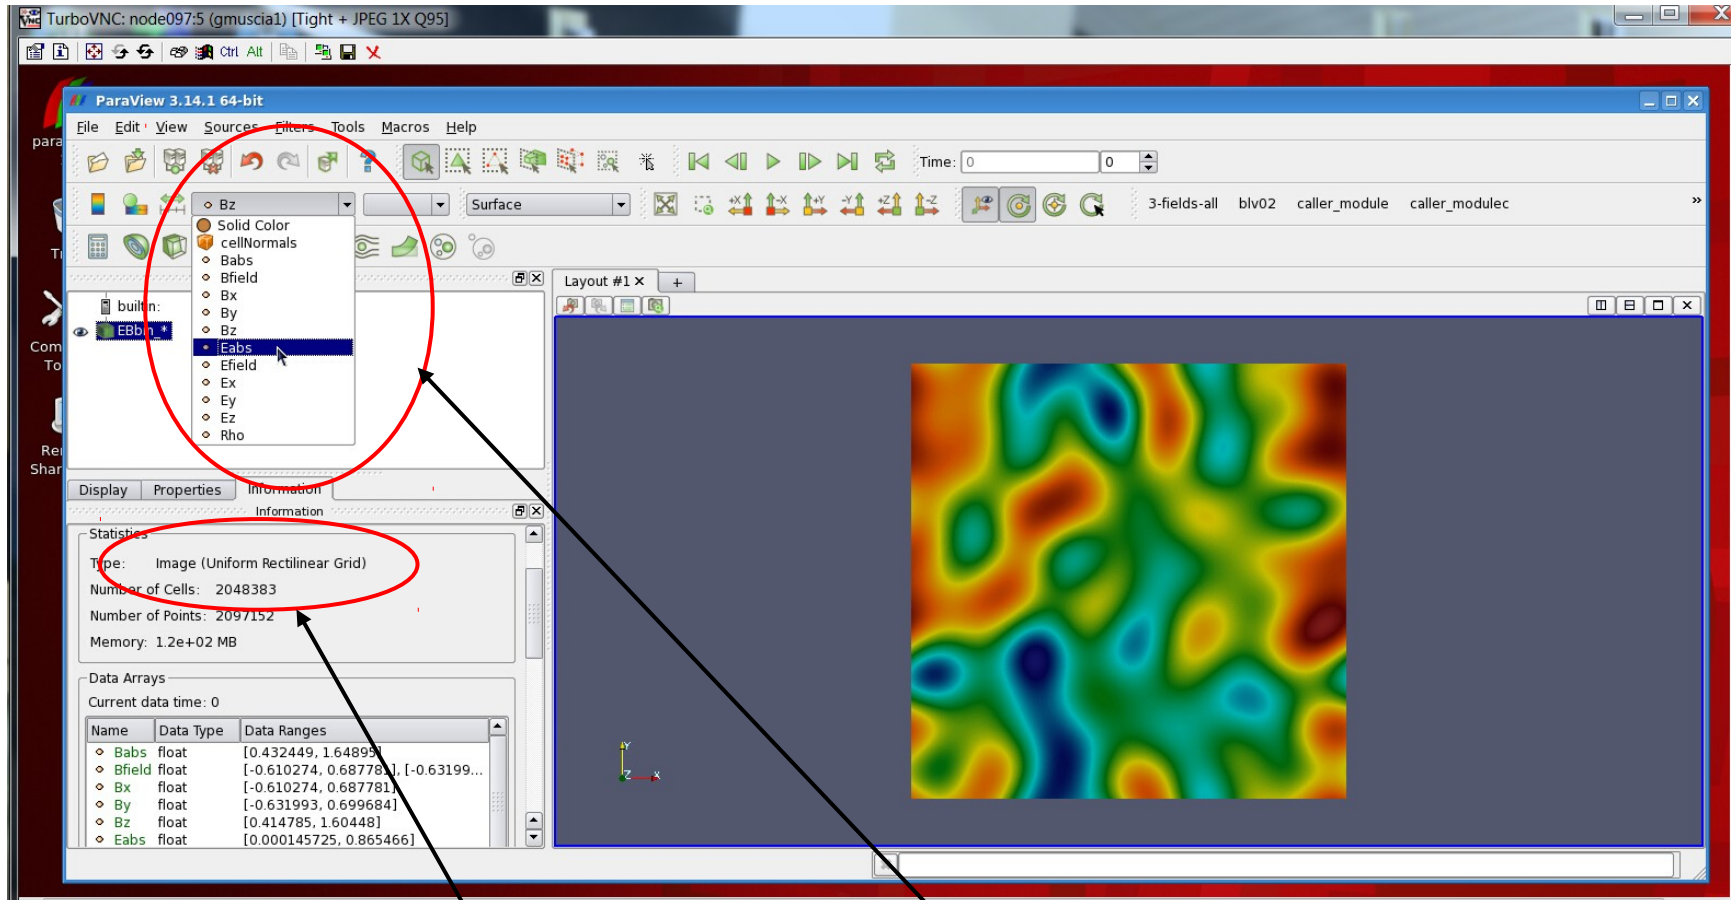 TurboVNC: node097:5 (gmuscia1) [Tight + JPEG 1X Q95]
Ctrl Alt
ParaView 3.14.1 64-bit
File Edit View Sources Filters Tools Macros Help
Time: 0 0
Bz Surface 3-fields-all blv02 caller_module caller_modulec »
Solid Color
cellNormals
Babs
Bfield
Bx
By
Bz
Eabs
Efield
Ex
Ey
Ez
Rho
Layout #1 +
builtin:
EBbin_*
para
Com
To
Rem
Shar
Display Properties Information
Information
Statistics
Type: Image (Uniform Rectilinear Grid)
Number of Cells: 2048383
Number of Points: 2097152
Memory: 1.2e+02 MB
Data Arrays
Current data time: 0
Name Data Type Data Ranges
Babs float [0.432449, 1.64895]
Bfield float [-0.610274, 0.687781], [-0.63199...
Bx float [-0.610274, 0.687781]
By float [-0.631993, 0.699684]
Bz float [0.414785, 1.60448]
Eabs float [0.000145725, 0.865466]
Y
Z X